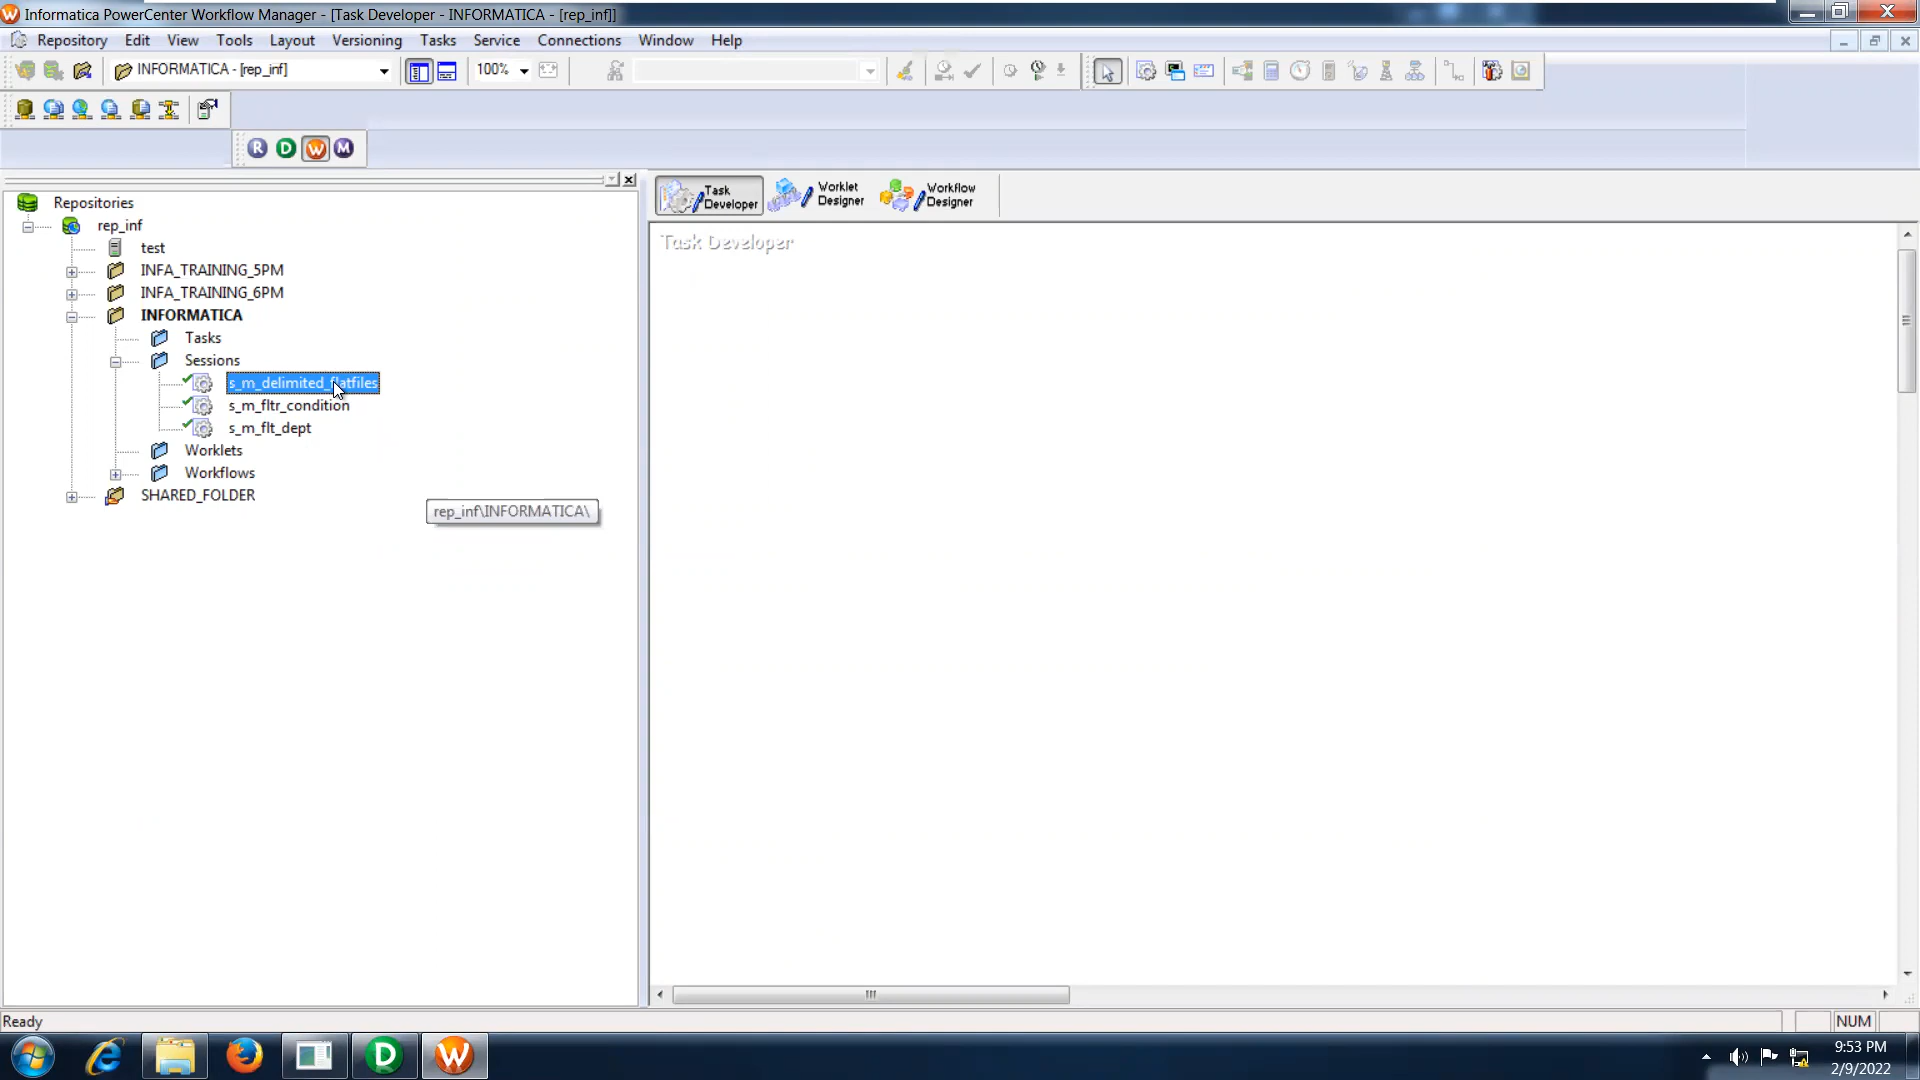 Informatica PowerCenter Workflow Manager - [Task Developer - INFORMATICA - [rep_inf]]
Repository Edit View Tools Layout Versioning Tasks Service Connections Window Help
INFORMATICA - [rep_inf] 100%
R D W M
Repositories
rep_inf
test
INFA_TRAINING_5PM
INFA_TRAINING_6PM
INFORMATICA
Tasks
Sessions
s_m_delimited_flatfiles
s_m_fltr_condition
s_m_flt_dept
Worklets
Workflows
SHARED_FOLDER
rep_inf\INFORMATICA\
Task Developer
Worklet Designer
Workflow Designer
Task Developer
Ready
NUM
9:53 PM
2/9/2022